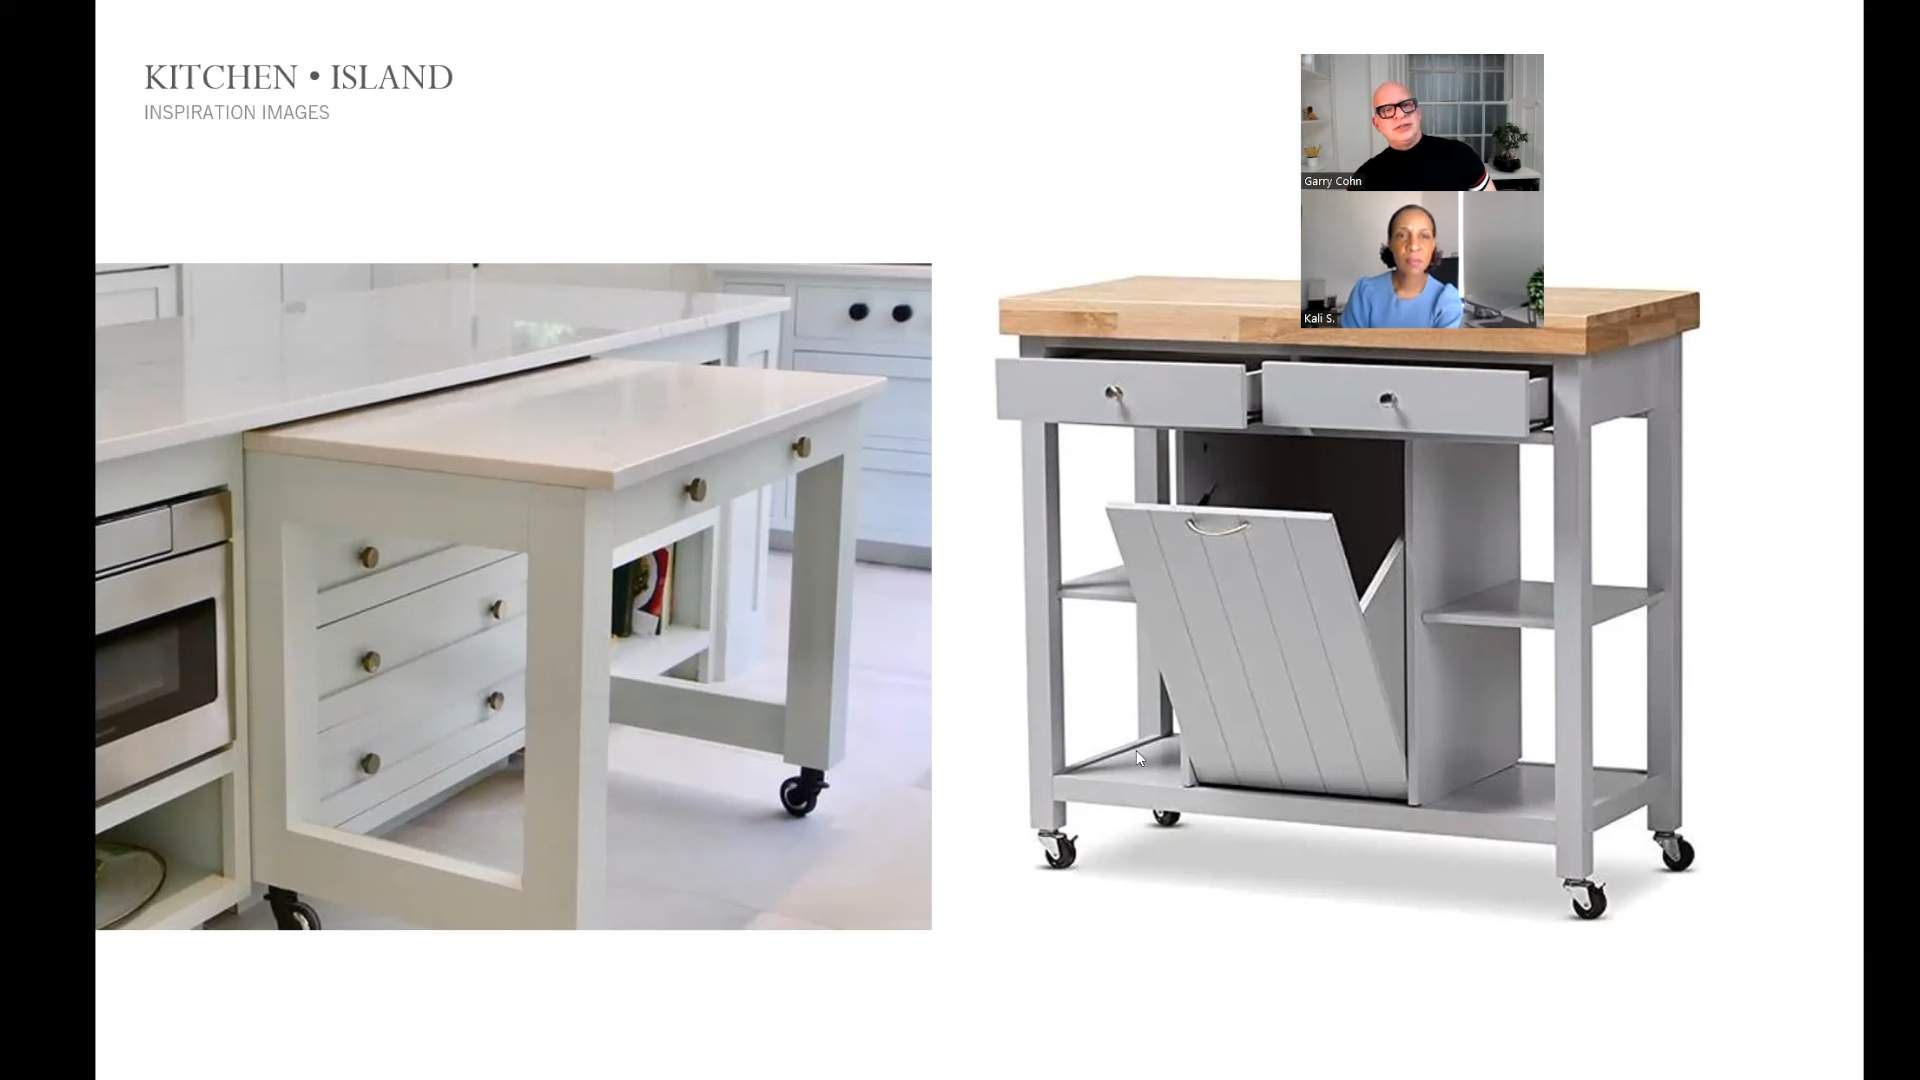 KITCHEN • ISLAND
INSPIRATION IMAGES
Garry Cohn
Kali S.